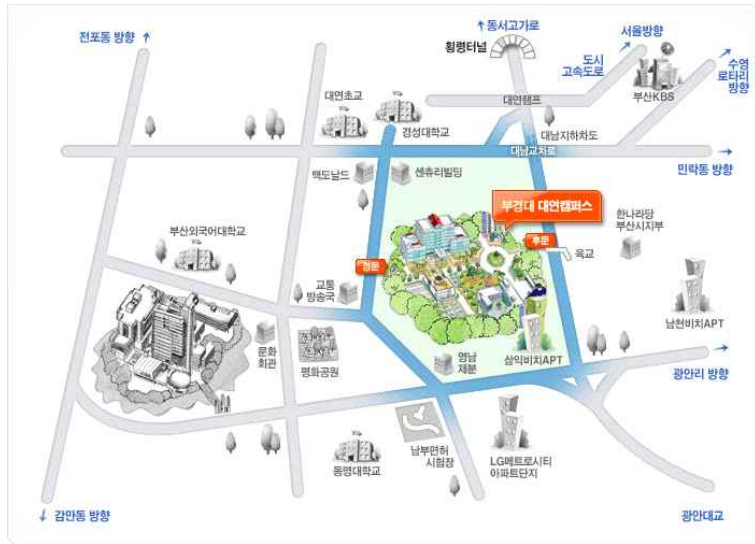 동서고가로
전포동 방향
횡령터널
서울방향
도시
고속도로
수영
로타리
방향
부산KBS
대연램프
대연초교
경성대학교
대남지하차도
대남교차로
민락동 방향
맥도날드
센츄리빌딩
부경대 대연캠퍼스
한나라당
부산시지부
부산외국어대학교
후문
육교
정문
교통
방송국
남천비치APT
문화
회관
평화공원
영남
제분
삼익비치APT
광안리 방향
남부면허
시험장
동명대학교
LG메트로시티
아파트단지
감만동 방향
광안대교